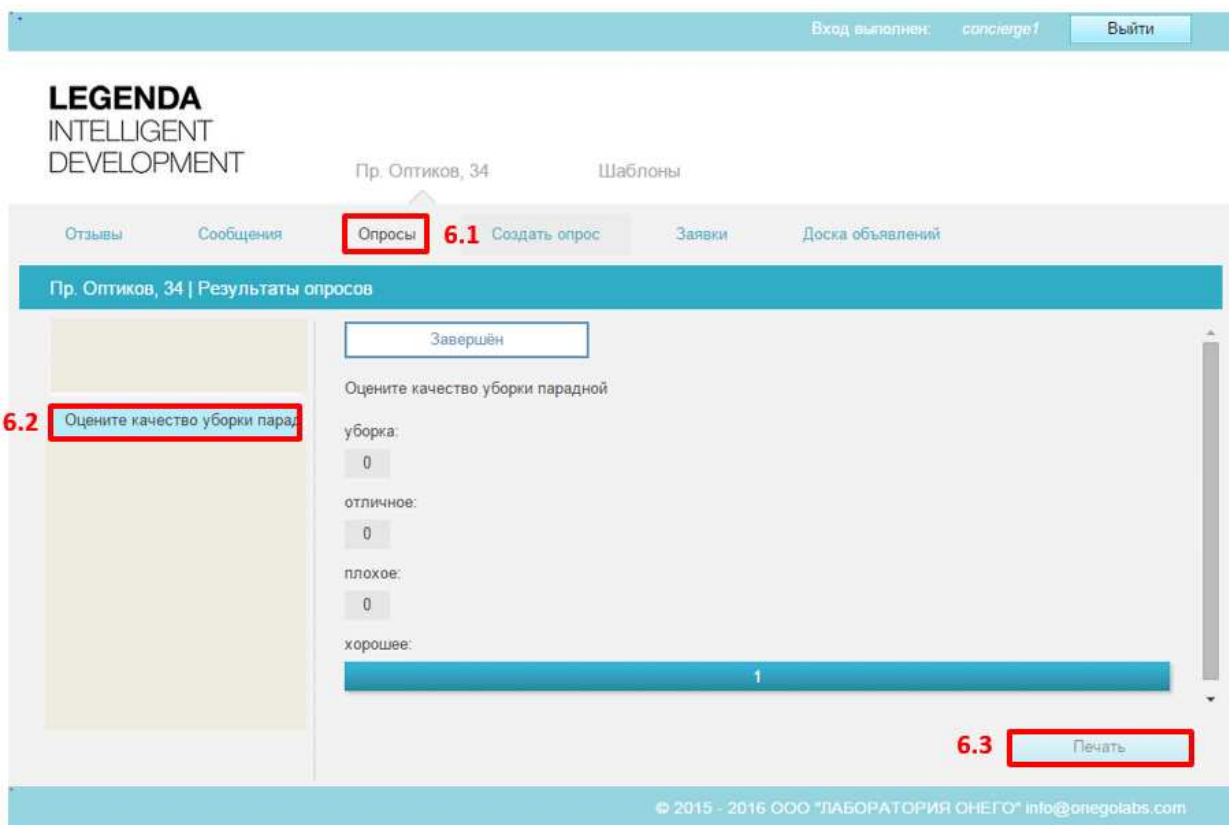 Вход выполнен: concierge1 Выйти
LEGENDA
INTELLIGENT
DEVELOPMENT
Пр. Оптиков, 34 Шаблоны
Отзывы Сообщения Опросы 6.1 Создать опрос Заявки Доска объявлений
Пр. Оптиков, 34 | Результаты опросов
Завершён
Оцените качество уборки парадной
6.2 Оцените качество уборки парад
уборка:
0
отличное:
0
плохое:
0
хорошее:
1
6.3 Печать
© 2015 - 2016 ООО "ЛАБОРАТОРИЯ ОНЕГО" info@onegolabs.com